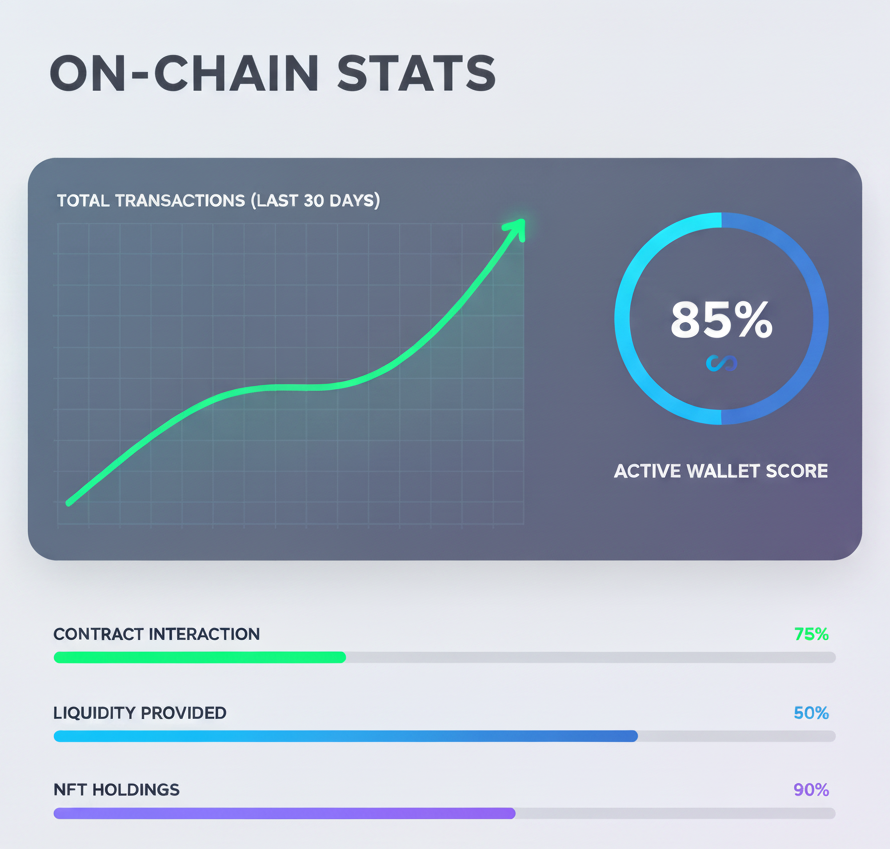 ON-CHAIN STATS
TOTAL TRANSACTIONS (LAST 30 DAYS)
85%
ACTIVE WALLET SCORE
CONTRACT INTERACTION 75%
LIQUIDITY PROVIDED 50%
NFT HOLDINGS 90%